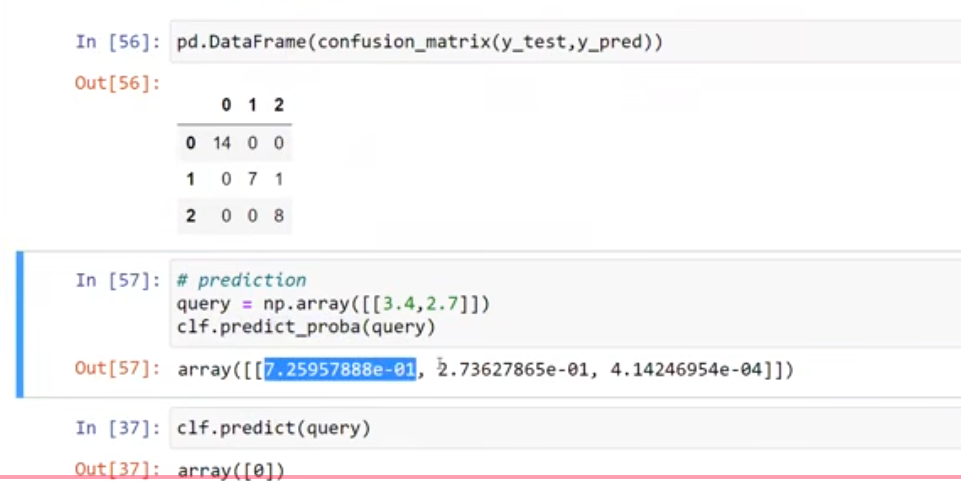 In [56]: pd.DataFrame(confusion_matrix(y_test,y_pred))
Out[56]:
0 1 2
0 14 0 0
1 0 7 1
2 0 0 8
In [57]: # prediction
query = np.array([[3.4,2.7]])
clf.predict_proba(query)
Out[57]: array([[7.25957888e-01, 2.73627865e-01, 4.14246954e-04]])
In [37]: clf.predict(query)
Out[37]: array([0])